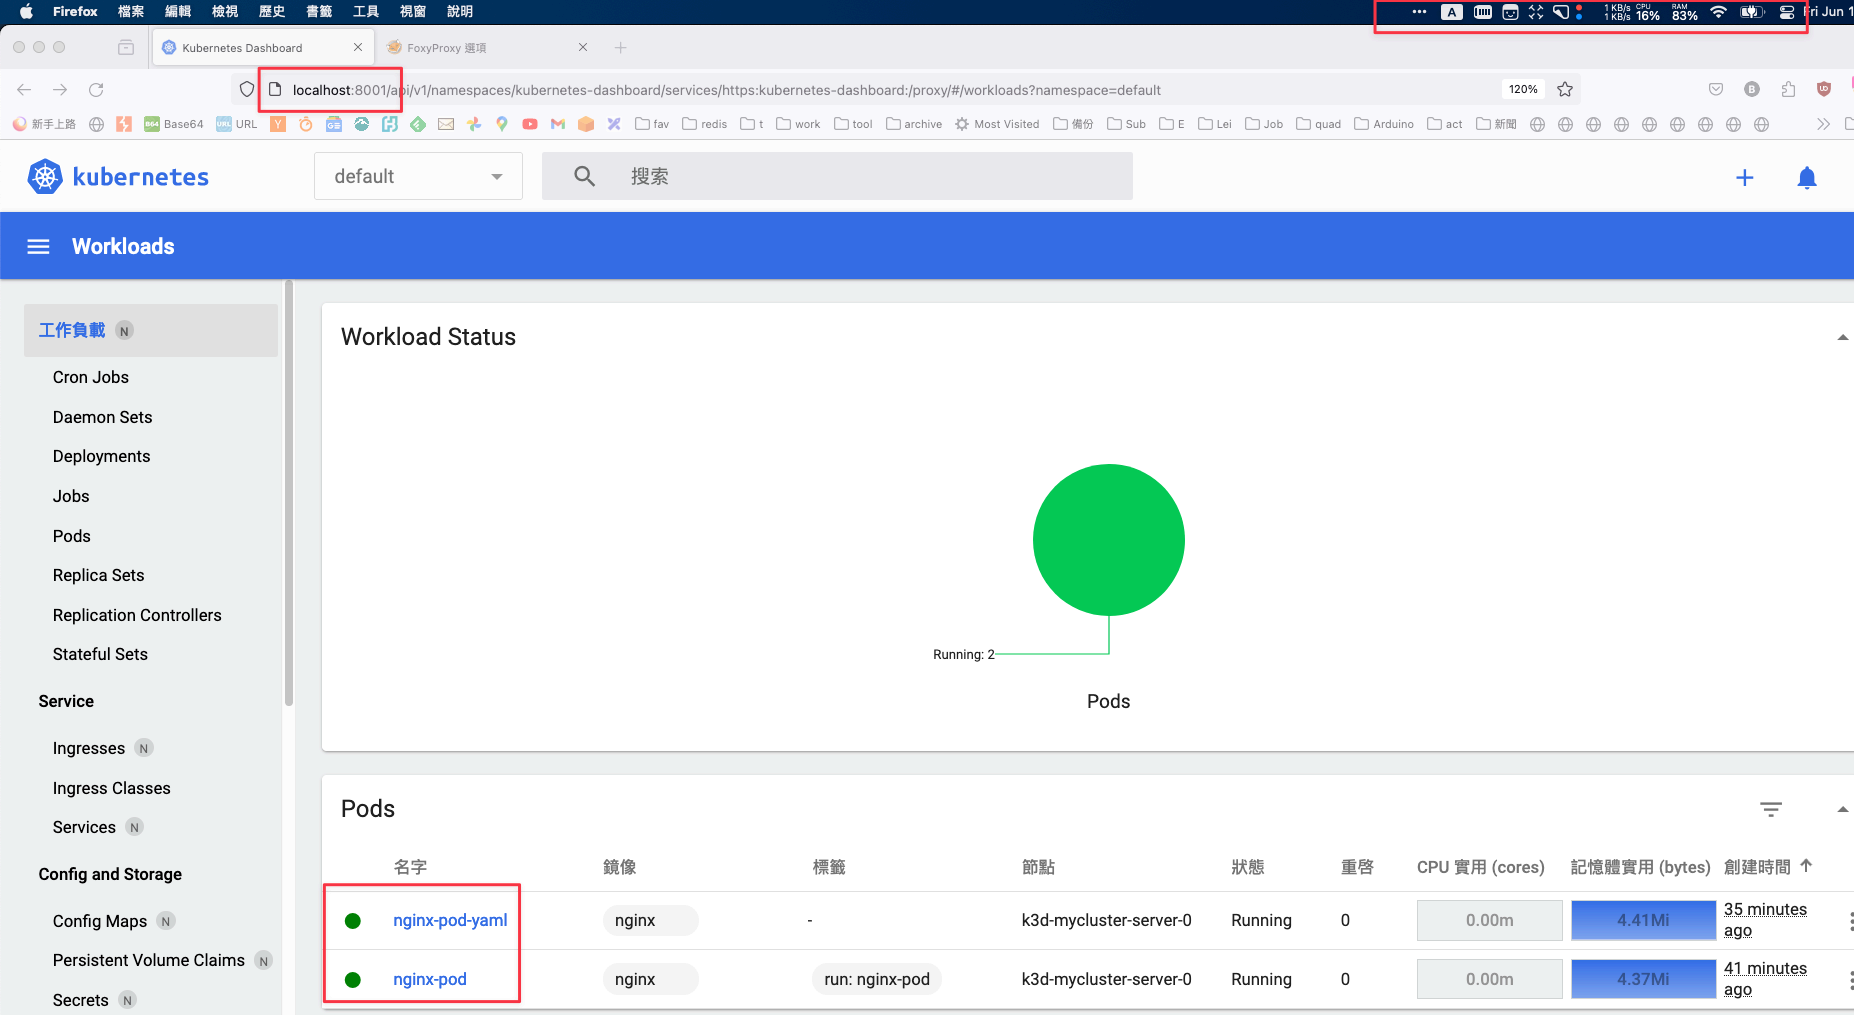 Firefox 檔案 編輯 檢視 歷史 書籤 工具 視窗 說明 A 1 KB/s 1 KB/s CPU 16% RAM 83% Fri Jun 1
Kubernetes Dashboard FoxyProxy 選項
localhost:8001/api/v1/namespaces/kubernetes-dashboard/services/https:kubernetes-dashboard:/proxy/#/workloads?namespace=default 120%
新手上路 Base64 URL fav redis t work tool archive Most Visited 備份 Sub E Lei Job quad Arduino act 新聞
kubernetes default 搜索
Workloads
工作負載 N
Cron Jobs
Daemon Sets
Deployments
Jobs
Pods
Replica Sets
Replication Controllers
Stateful Sets
Service
Ingresses N
Ingress Classes
Services N
Config and Storage
Config Maps N
Persistent Volume Claims N
Secrets N
Workload Status
Running: 2
Pods
Pods
名字 鏡像 標籤 節點 狀態 重啓 CPU 實用 (cores) 記憶體實用 (bytes) 創建時間
nginx-pod-yaml nginx - k3d-mycluster-server-0 Running 0 0.00m 4.41Mi 35 minutes ago
nginx-pod nginx run: nginx-pod k3d-mycluster-server-0 Running 0 0.00m 4.37Mi 41 minutes ago